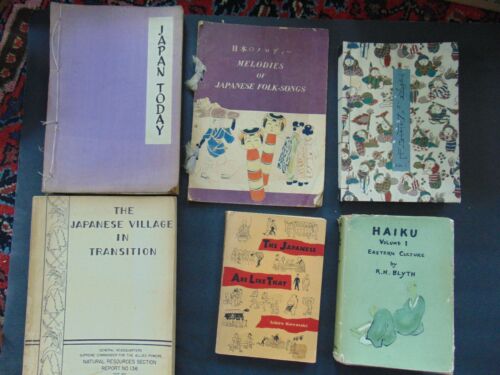 JAPAN TODAY
日本のメロディー
MELODIES
OF
JAPANESE FOLK-SONGS
THE
JAPANESE VILLAGE
IN
TRANSITION
GENERAL HEADQUARTERS
SUPREME COMMANDER FOR THE ALLIED POWERS
NATURAL RESOURCES SECTION
REPORT NO. 136
THE JAPANESE
ARE LIKE THAT
Ichiro Kawasaki
HAIKU
VOLUME 1
EASTERN CULTURE
by
R.H. BLYTH